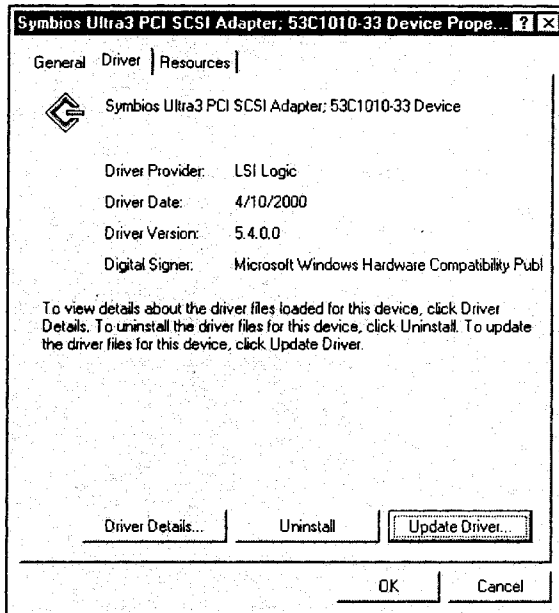 Symbios Ultra3 PCI SCSI Adapter; 53C1010-33 Device Prope... ? X
General Driver Resources
Symbios Ultra3 PCI SCSI Adapter; 53C1010-33 Device
Driver Provider: LSI Logic
Driver Date: 4/10/2000
Driver Version: 5.4.0.0
Digital Signer: Microsoft Windows Hardware Compatibility Publ
To view details about the driver files loaded for this device, click Driver
Details. To uninstall the driver files for this device, click Uninstall. To update
the driver files for this device, click Update Driver.
Driver Details... Uninstall Update Driver...
OK Cancel